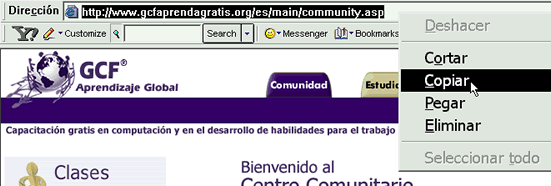 Dirección http://www.gcfaprendagratis.org/es/main/community.asp
Y! Customize Search Messenger Bookmarks
Deshacer
Cortar
Copiar
Pegar
Eliminar
Seleccionar todo
GCF®
Aprendizaje Global
Comunidad
Capacitación gratis en computación y en el desarrollo de habilidades para el trabajo
Clases
Bienvenido al
Centro Comunitario